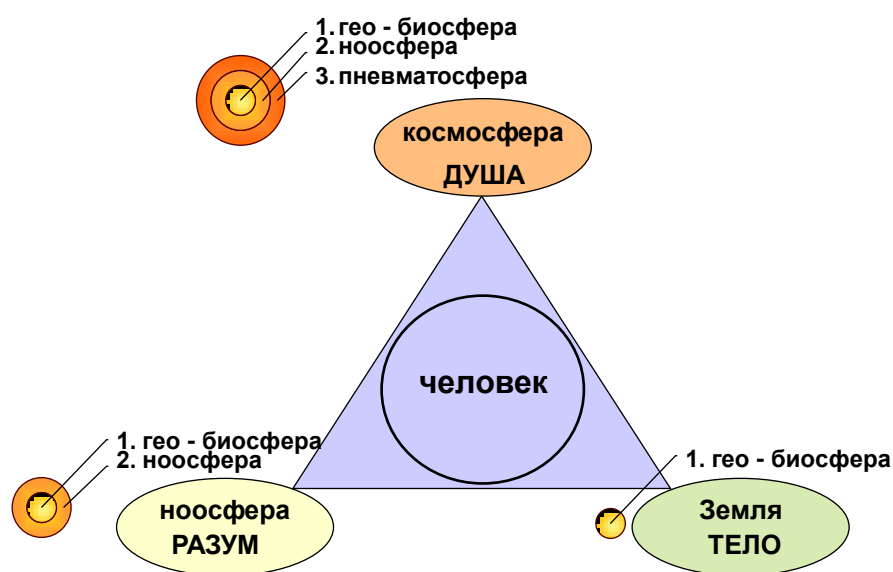 1. гео - биосфера
2. ноосфера
3. пневматосфера
космосфера
ДУША
человек
1. гео - биосфера
2. ноосфера
ноосфера
РАЗУМ
1. гео - биосфера
Земля
ТЕЛО